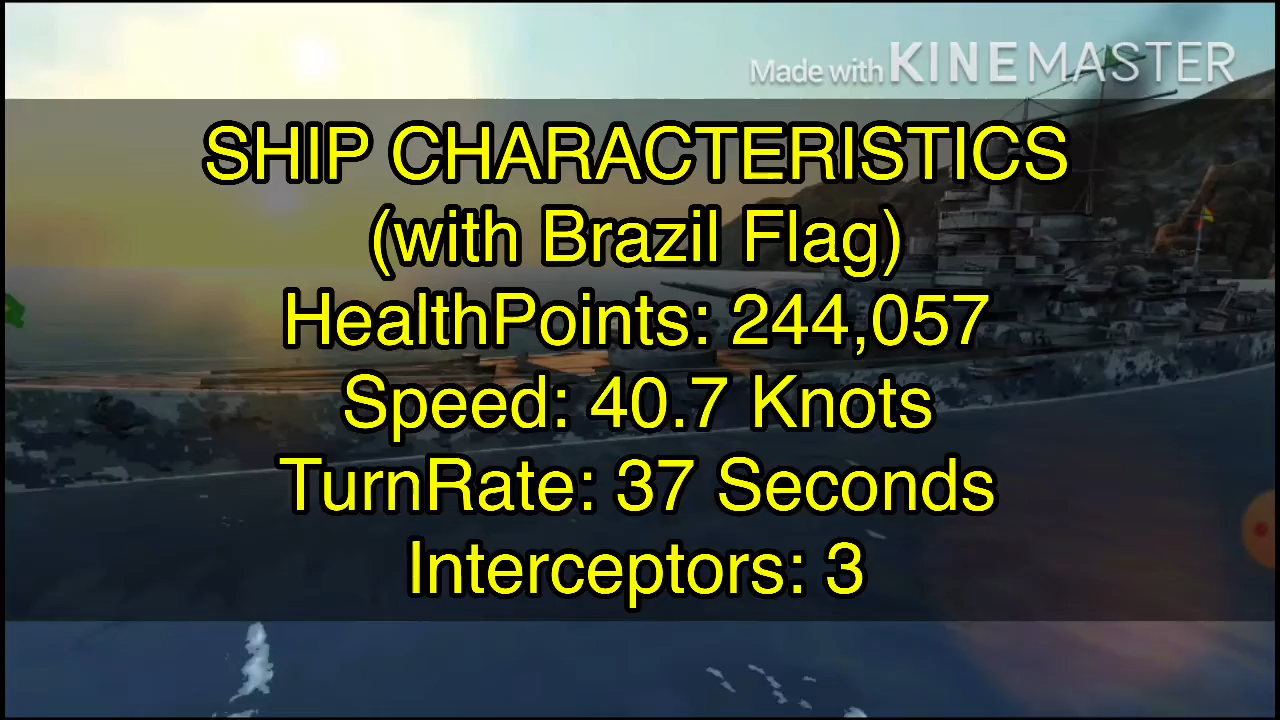 Made with KINEMASTER
SHIP CHARACTERISTICS
(with Brazil Flag)
HealthPoints: 244,057
Speed: 40.7 Knots
TurnRate: 37 Seconds
Interceptors: 3